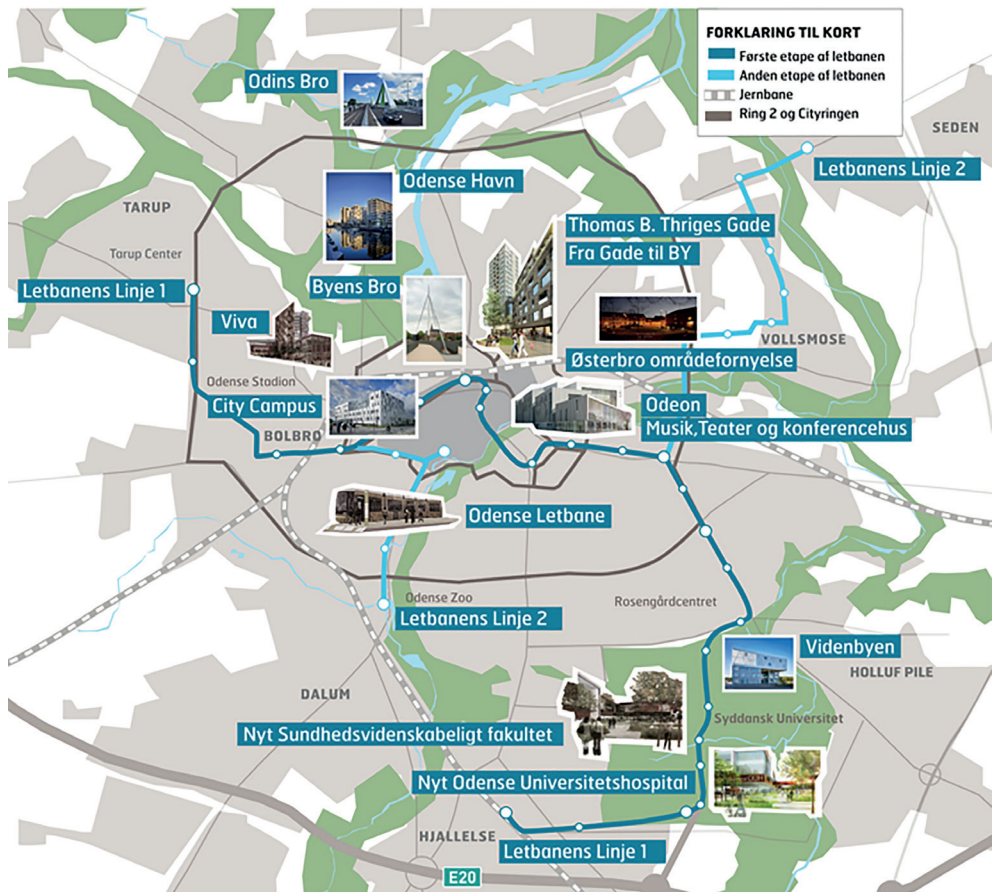 FORKLARING TIL KORT
Første etape af letbanen
Anden etape af letbanen
Jernbane
Ring 2 og Cityringen
SEDEN
Odins Bro
Letbanens Linje 2
Odense Havn
TARUP
Tarup Center
Thomas B. Thriges Gade
Fra Gade til BY
Letbanens Linje 1
Byens Bro
Viva
VOLLSMOSE
Østerbro områdefornyelse
Odense Stadion
City Campus
BOLBRO
Odeon
Musik,Teater og konferencehus
Odense Letbane
Odense Zoo
Letbanens Linje 2
Rosengårdcentret
Videnbyen
HOLLUF PILE
DALUM
Syddansk Universitet
Nyt Sundhedsvidenskabeligt fakultet
Nyt Odense Universitetshospital
HJALLELSE
Letbanens Linje 1
E20